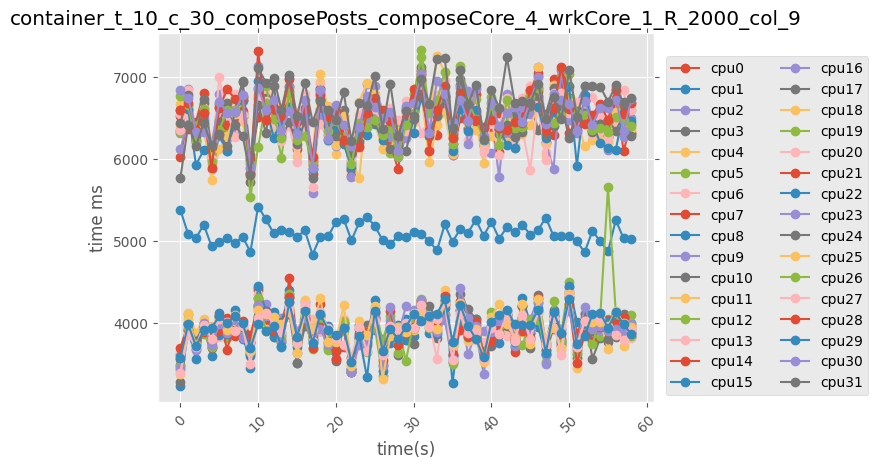 container_t_10_c_30_composePosts_composeCore_4_wrkCore_1_R_2000_col_9
time ms
7000
6000
5000
4000
0
10
20
30
40
50
60
time(s)
cpu0
cpu1
cpu2
cpu3
cpu4
cpu5
cpu6
cpu7
cpu8
cpu9
cpu10
cpu11
cpu12
cpu13
cpu14
cpu15
cpu16
cpu17
cpu18
cpu19
cpu20
cpu21
cpu22
cpu23
cpu24
cpu25
cpu26
cpu27
cpu28
cpu29
cpu30
cpu31